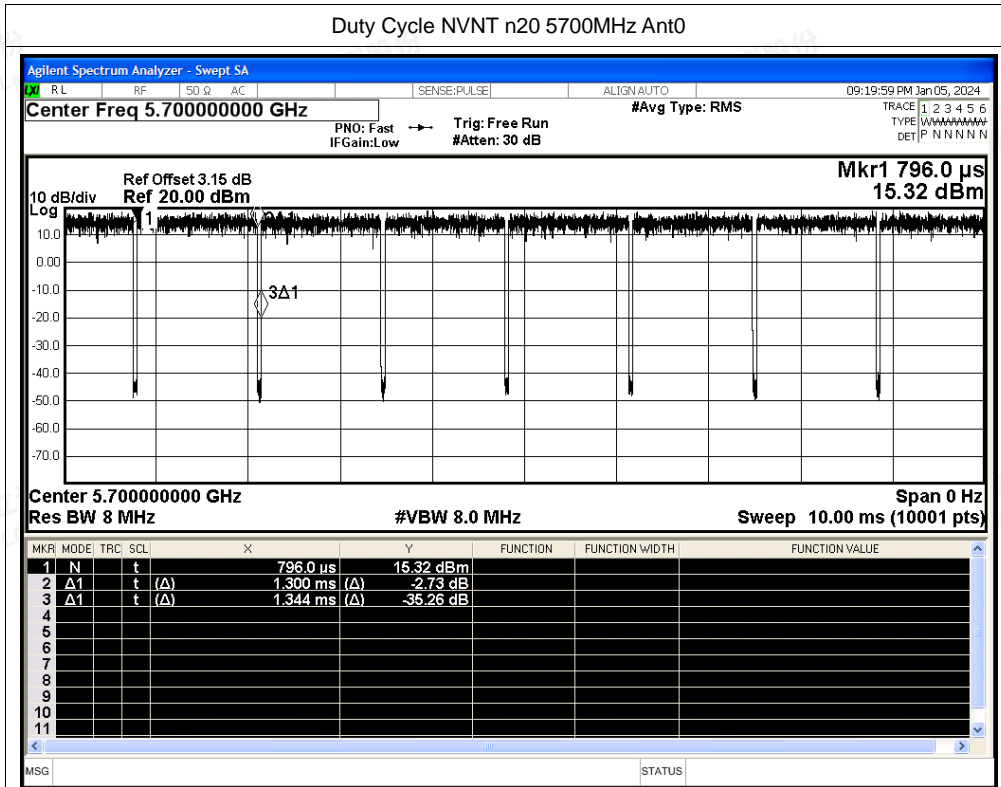 Duty Cycle NVNT n20 5700MHz Ant0
Agilent Spectrum Analyzer - Swept SA
LXI RL RF 50 Ω AC SENSE:PULSE ALIGN AUTO 09:19:59 PM Jan 05, 2024
Center Freq 5.700000000 GHz #Avg Type: RMS TRACE 1 2 3 4 5 6
PNO: Fast Trig: Free Run TYPE WWWWWW
IFGain:Low #Atten: 30 dB DET P N N N N N
Mkr1 796.0 µs
Ref Offset 3.15 dB
10 dB/div Ref 20.00 dBm 15.32 dBm
Log
1 2Δ1
10.0
0.00
-10.0
3Δ1
-20.0
-30.0
-40.0
-50.0
-60.0
-70.0
Center 5.700000000 GHz Span 0 Hz
Res BW 8 MHz #VBW 8.0 MHz Sweep 10.00 ms (10001 pts)
MKR MODE TRC SCL X Y FUNCTION FUNCTION WIDTH FUNCTION VALUE
1 N t 796.0 µs 15.32 dBm
2 Δ1 t (Δ) 1.300 ms (Δ) -2.73 dB
3 Δ1 t (Δ) 1.344 ms (Δ) -35.26 dB
4
5
6
7
8
9
10
11
MSG STATUS